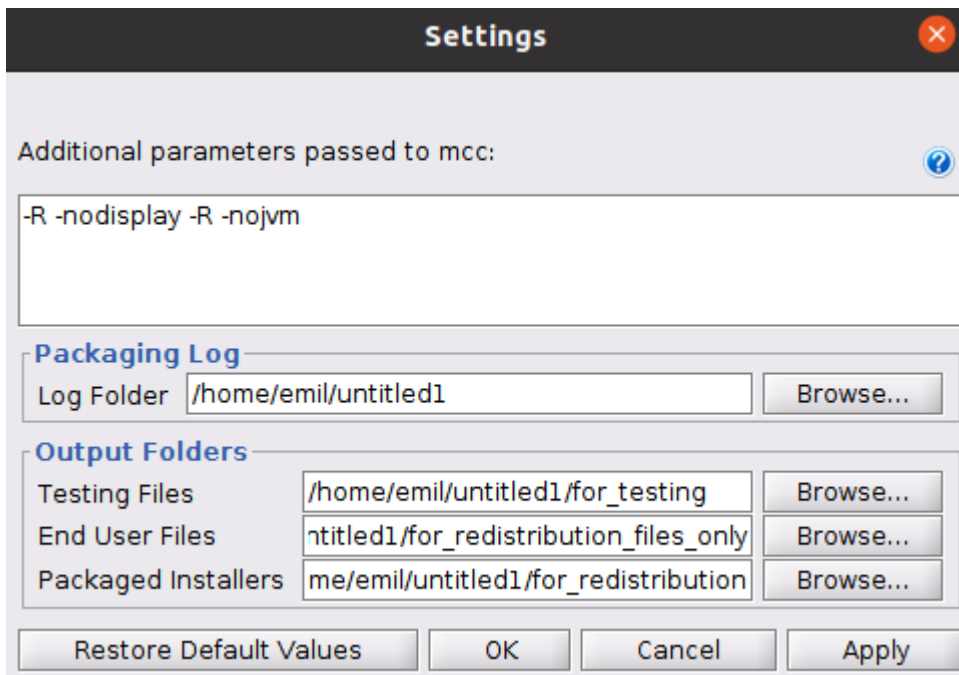 Settings
Additional parameters passed to mcc:
-R -nodisplay -R -nojvm
Packaging Log
Log Folder /home/emil/untitled1 Browse...
Output Folders
Testing Files /home/emil/untitled1/for_testing Browse...
End User Files ntitled1/for_redistribution_files_only Browse...
Packaged Installers me/emil/untitled1/for_redistribution Browse...
Restore Default Values OK Cancel Apply